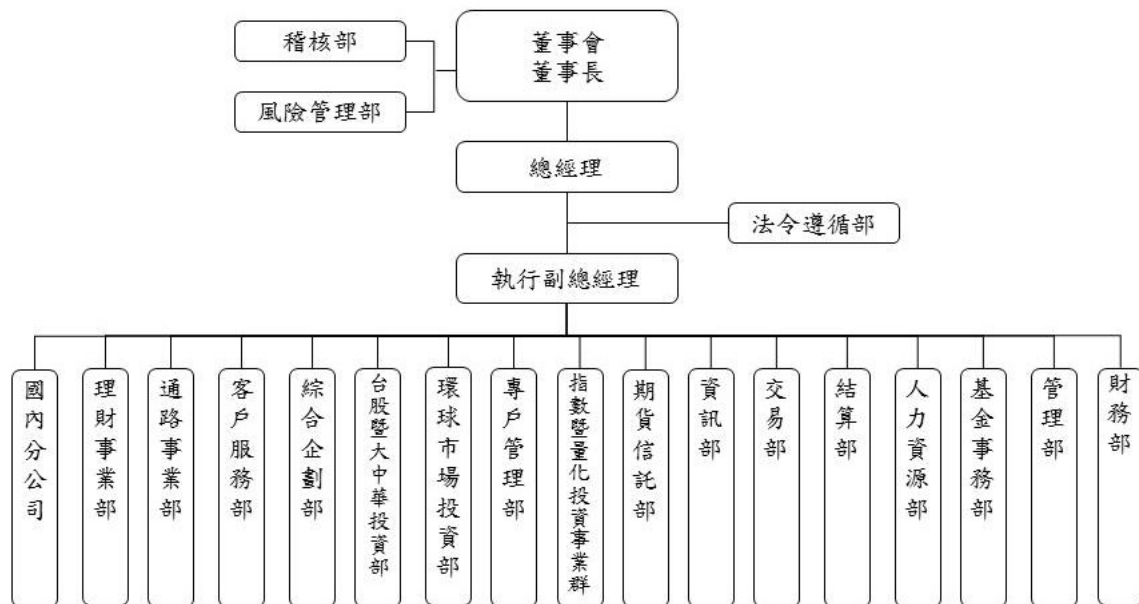 稽核部
董事會
董事長
風險管理部
總經理
法令遵循部
執行副總經理
國內分公司
理財事業部
通路事業部
客戶服務部
綜合企劃部
台股暨大中華投資部
環球市場投資部
專戶管理部
指數暨量化投資事業群
期貨信託部
資訊部
交易部
結算部
人力資源部
基金事務部
管理部
財務部